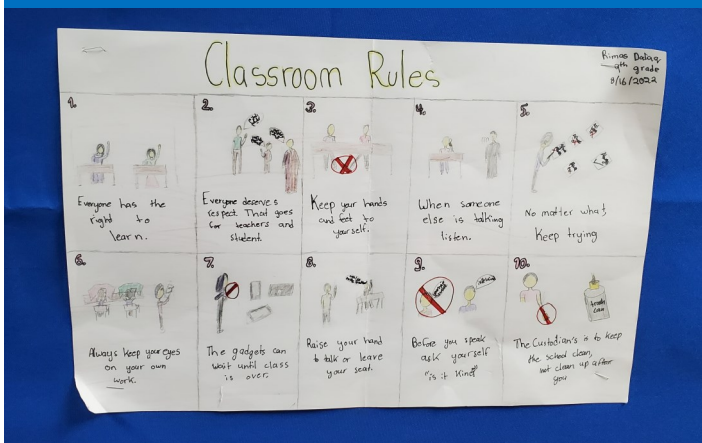 Classroom Rules
Rimas Dalaq
9th grade
8/16/2022
1.
Everyone has the
right to
learn.
2.
Everyone deserves
respect. That goes
for teachers and
student.
3.
Keep your hands
and feet to
yourself.
4.
When someone
else is talking
listen.
5.
No matter what,
Keep trying
6.
Always keep your eyes
on your own
work.
7.
The gadgets can
wait until class
is over.
8.
Raise your hand
to talk or leave
your seat.
9.
Before you speak
ask yourself
"is it kind"
10.
The Custodian's is to keep
the school clean,
not clean up after
you